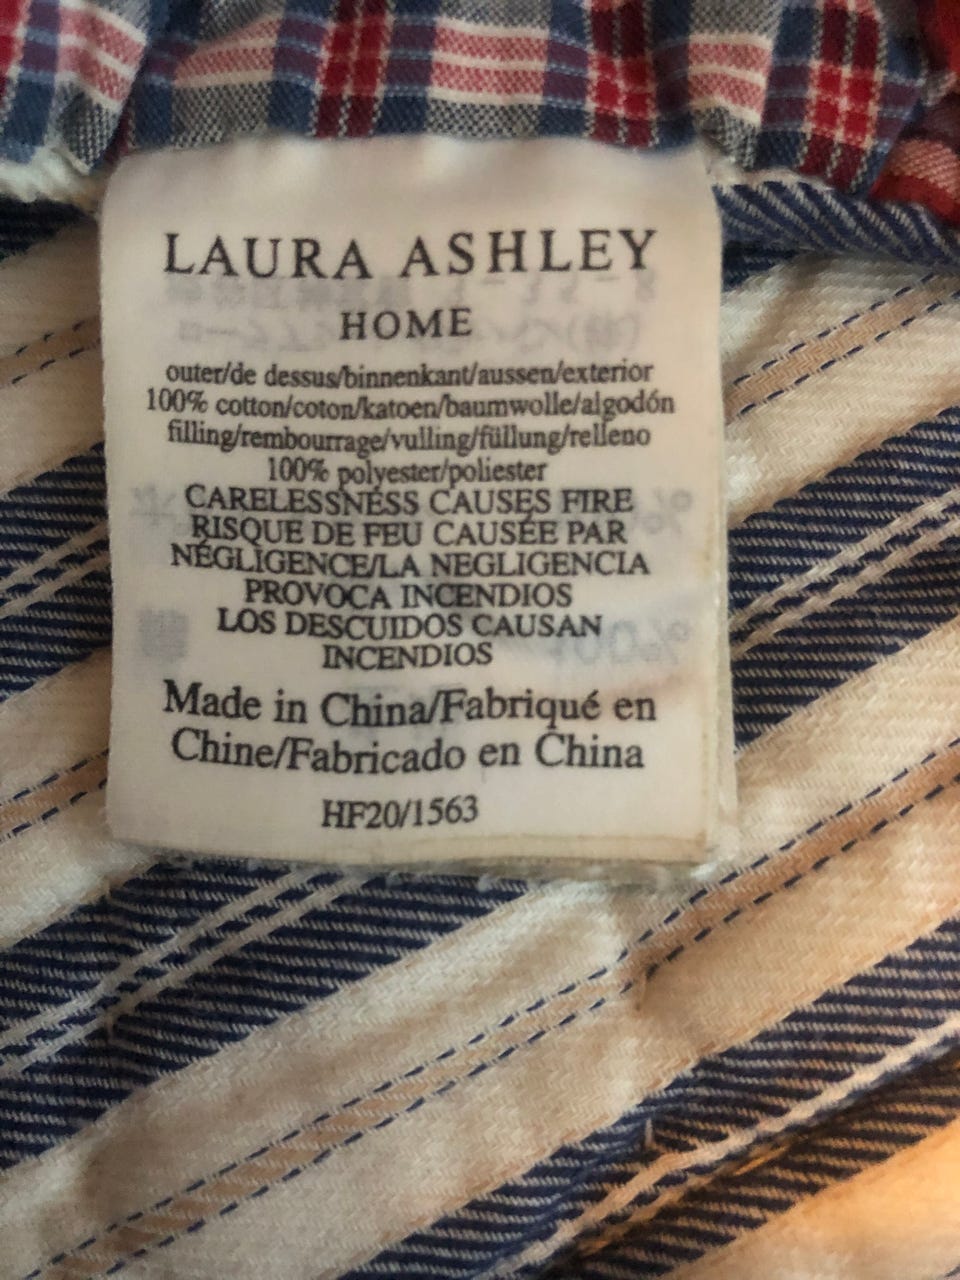 LAURA ASHLEY
HOME
outer/de dessus/binnenkant/aussen/exterior
100% cotton/coton/katoen/baumwolle/algodón
filling/rembourrage/vulling/füllung/relleno
100% polyester/poliester
CARELESSNESS CAUSES FIRE
RISQUE DE FEU CAUSÉE PAR
NÉGLIGENCE/LA NEGLIGENCIA
PROVOCA INCENDIOS
LOS DESCUIDOS CAUSAN
INCENDIOS
Made in China/Fabriqué en
Chine/Fabricado en China
HF20/1563